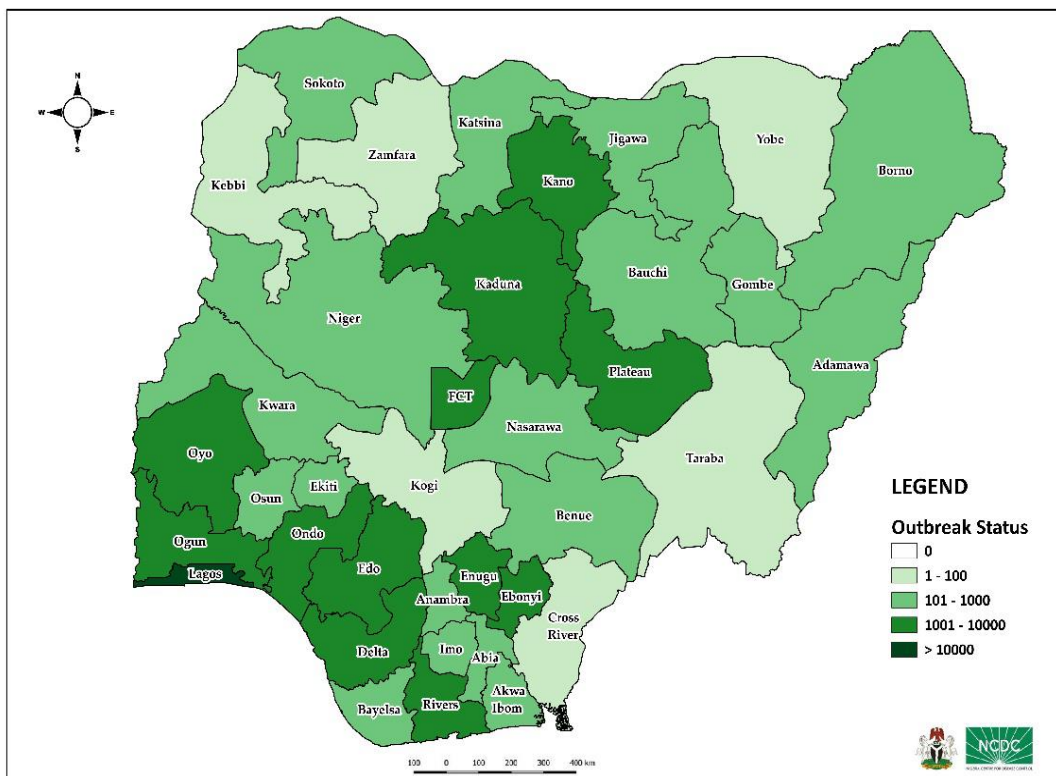 N
W E
S
Sokoto
Katsina
Jigawa
Yobe
Zamfara
Borno
Kebbi
Kano
Bauchi
Kaduna
Gombe
Niger
Adamawa
Plateau
FCT
Kwara
Nasarawa
Oyo
Taraba
Kogi
Ekiti
Osun
Benue
Ondo
Ogun
Edo
Lagos
Enugu
Anambra
Ebonyi
Cross
River
Imo
Delta
Abia
Akwa
Ibom
Rivers
Bayelsa
LEGEND
Outbreak Status
0
1 - 100
101 - 1000
1001 - 10000
> 10000
NCDC
100 0 100 200 300 400 km